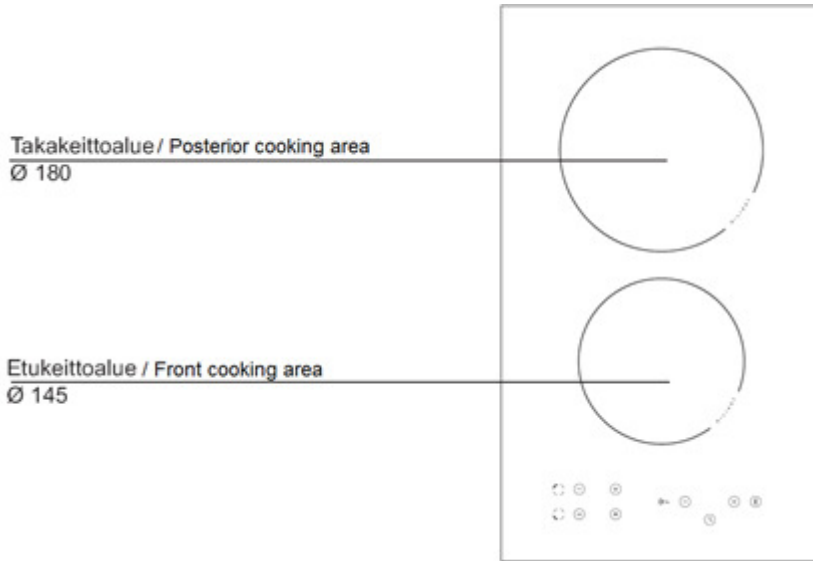 Takakeittoalue / Posterior cooking area
Ø 180
Etukeittoalue / Front cooking area
Ø 145